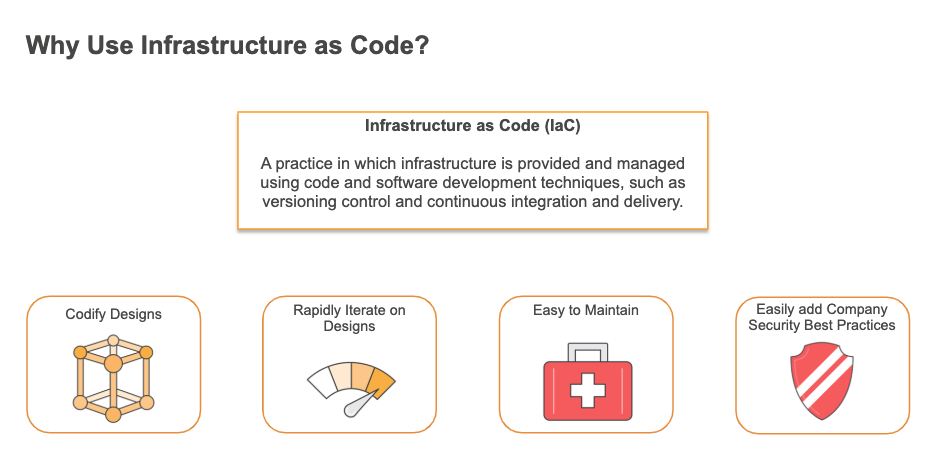 Why Use Infrastructure as Code?
Infrastructure as Code (IaC)
A practice in which infrastructure is provided and managed
using code and software development techniques, such as
versioning control and continuous integration and delivery.
Codify Designs
Rapidly Iterate on
Designs
Easy to Maintain
Easily add Company
Security Best Practices